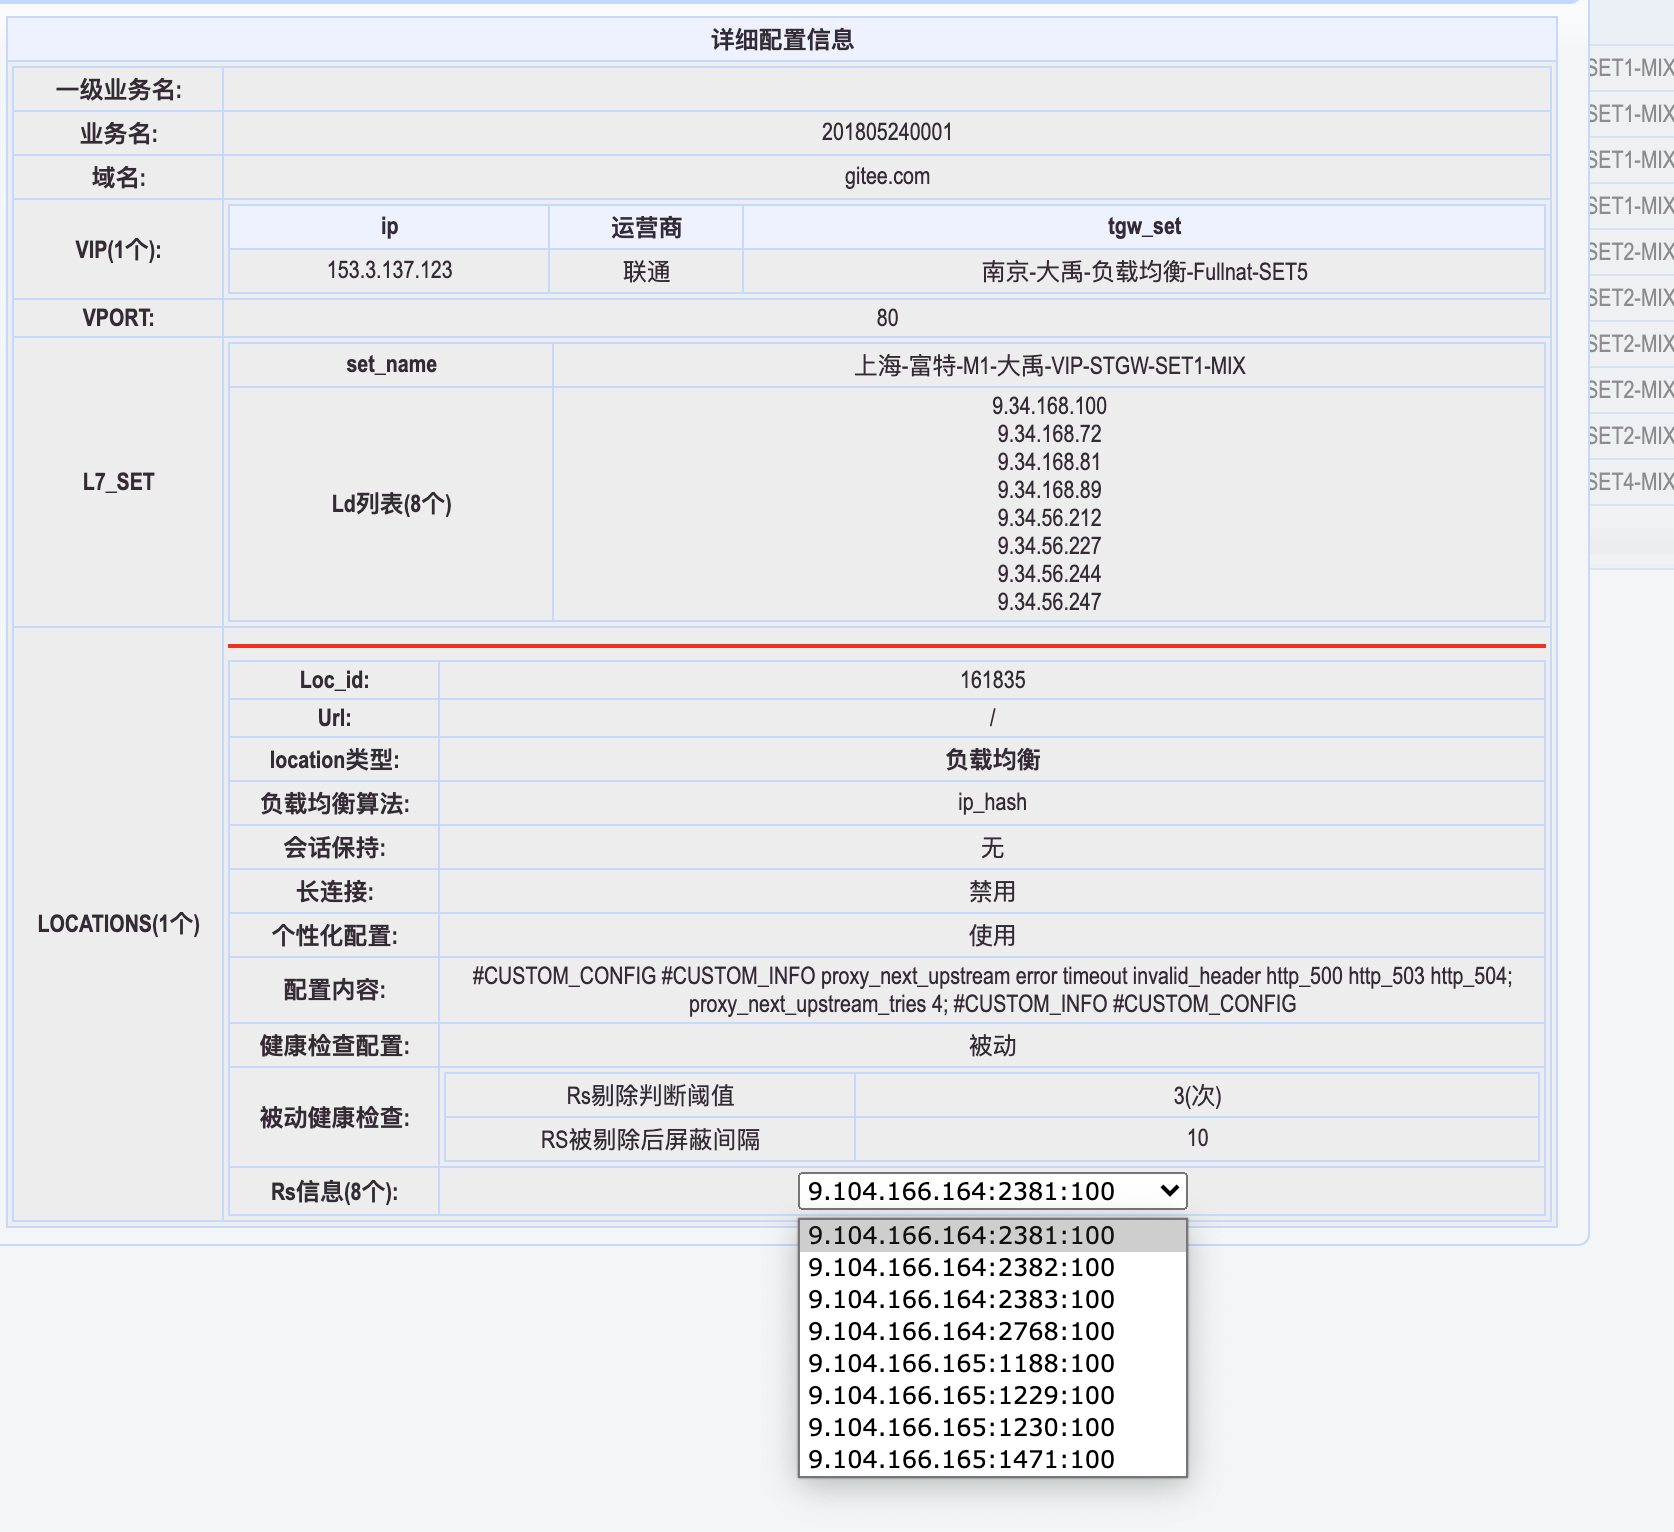 详细配置信息
一级业务名:
业务名: 201805240001
域名: gitee.com
VIP(1个):
ip 运营商 tgw_set
153.3.137.123 联通 南京-大禹-负载均衡-Fullnat-SET5
VPORT: 80
L7_SET
set_name 上海-富特-M1-大禹-VIP-STGW-SET1-MIX
Ld列表(8个)
9.34.168.100
9.34.168.72
9.34.168.81
9.34.168.89
9.34.56.212
9.34.56.227
9.34.56.244
9.34.56.247
LOCATIONS(1个)
Loc_id: 161835
Url: /
location类型: 负载均衡
负载均衡算法: ip_hash
会话保持: 无
长连接: 禁用
个性化配置: 使用
配置内容:
#CUSTOM_CONFIG #CUSTOM_INFO proxy_next_upstream error timeout invalid_header http_500 http_503 http_504;
proxy_next_upstream_tries 4; #CUSTOM_INFO #CUSTOM_CONFIG
健康检查配置: 被动
被动健康检查:
Rs剔除判断阈值 3(次)
RS被剔除后屏蔽间隔 10
Rs信息(8个): 9.104.166.164:2381:100
9.104.166.164:2381:100
9.104.166.164:2382:100
9.104.166.164:2383:100
9.104.166.164:2768:100
9.104.166.165:1188:100
9.104.166.165:1229:100
9.104.166.165:1230:100
9.104.166.165:1471:100
SET1-MIX
SET1-MIX
SET1-MIX
SET1-MIX
SET2-MIX
SET2-MIX
SET2-MIX
SET2-MIX
SET2-MIX
SET4-MIX